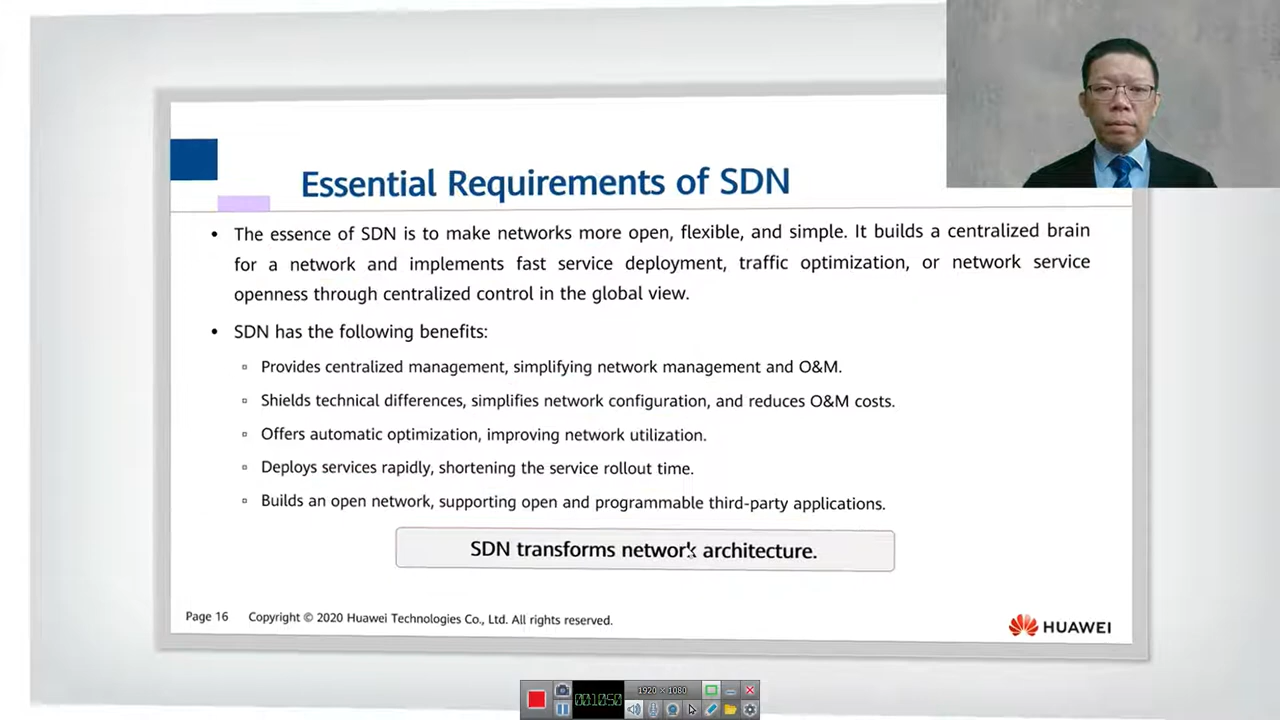 Essential Requirements of SDN
• The essence of SDN is to make networks more open, flexible, and simple. It builds a centralized brain
for a network and implements fast service deployment, traffic optimization, or network service
openness through centralized control in the global view.
• SDN has the following benefits:
▫ Provides centralized management, simplifying network management and O&M.
▫ Shields technical differences, simplifies network configuration, and reduces O&M costs.
▫ Offers automatic optimization, improving network utilization.
▫ Deploys services rapidly, shortening the service rollout time.
▫ Builds an open network, supporting open and programmable third-party applications.
SDN transforms network architecture.
Page 16 Copyright © 2020 Huawei Technologies Co., Ltd. All rights reserved.
HUAWEI
1920 × 1080